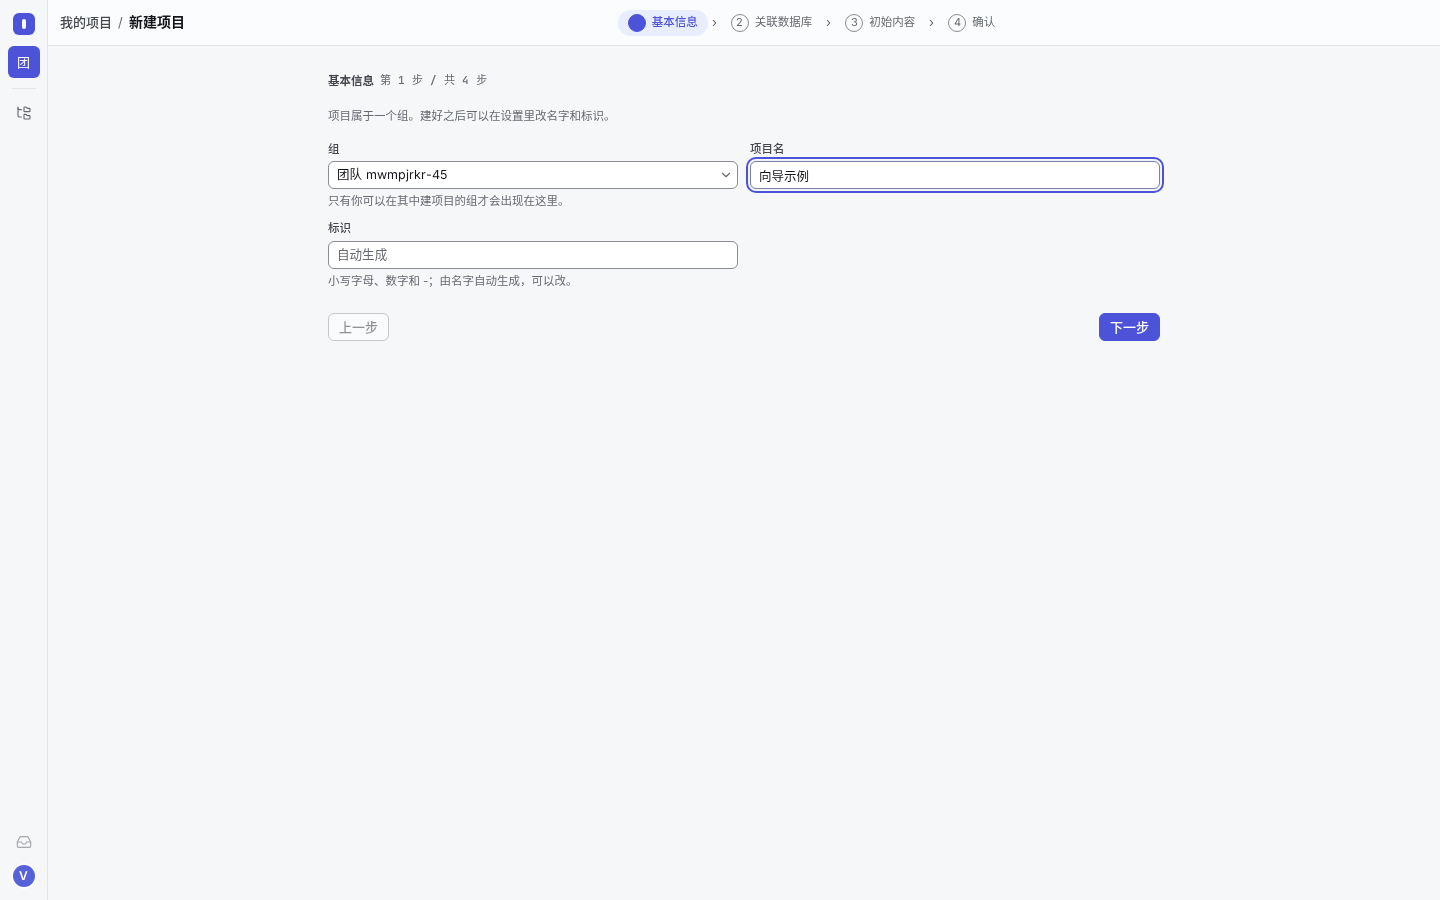 我的项目 / 新建项目
基本信息 › 2 关联数据库 › 3 初始内容 › 4 确认
团
基本信息 第 1 步 / 共 4 步
项目属于一个组。建好之后可以在设置里改名字和标识。
组
团队 mwmpjrkr-45
只有你可以在其中建项目的组才会出现在这里。
项目名
向导示例
标识
自动生成
小写字母、数字和 -；由名字自动生成，可以改。
上一步
下一步
V